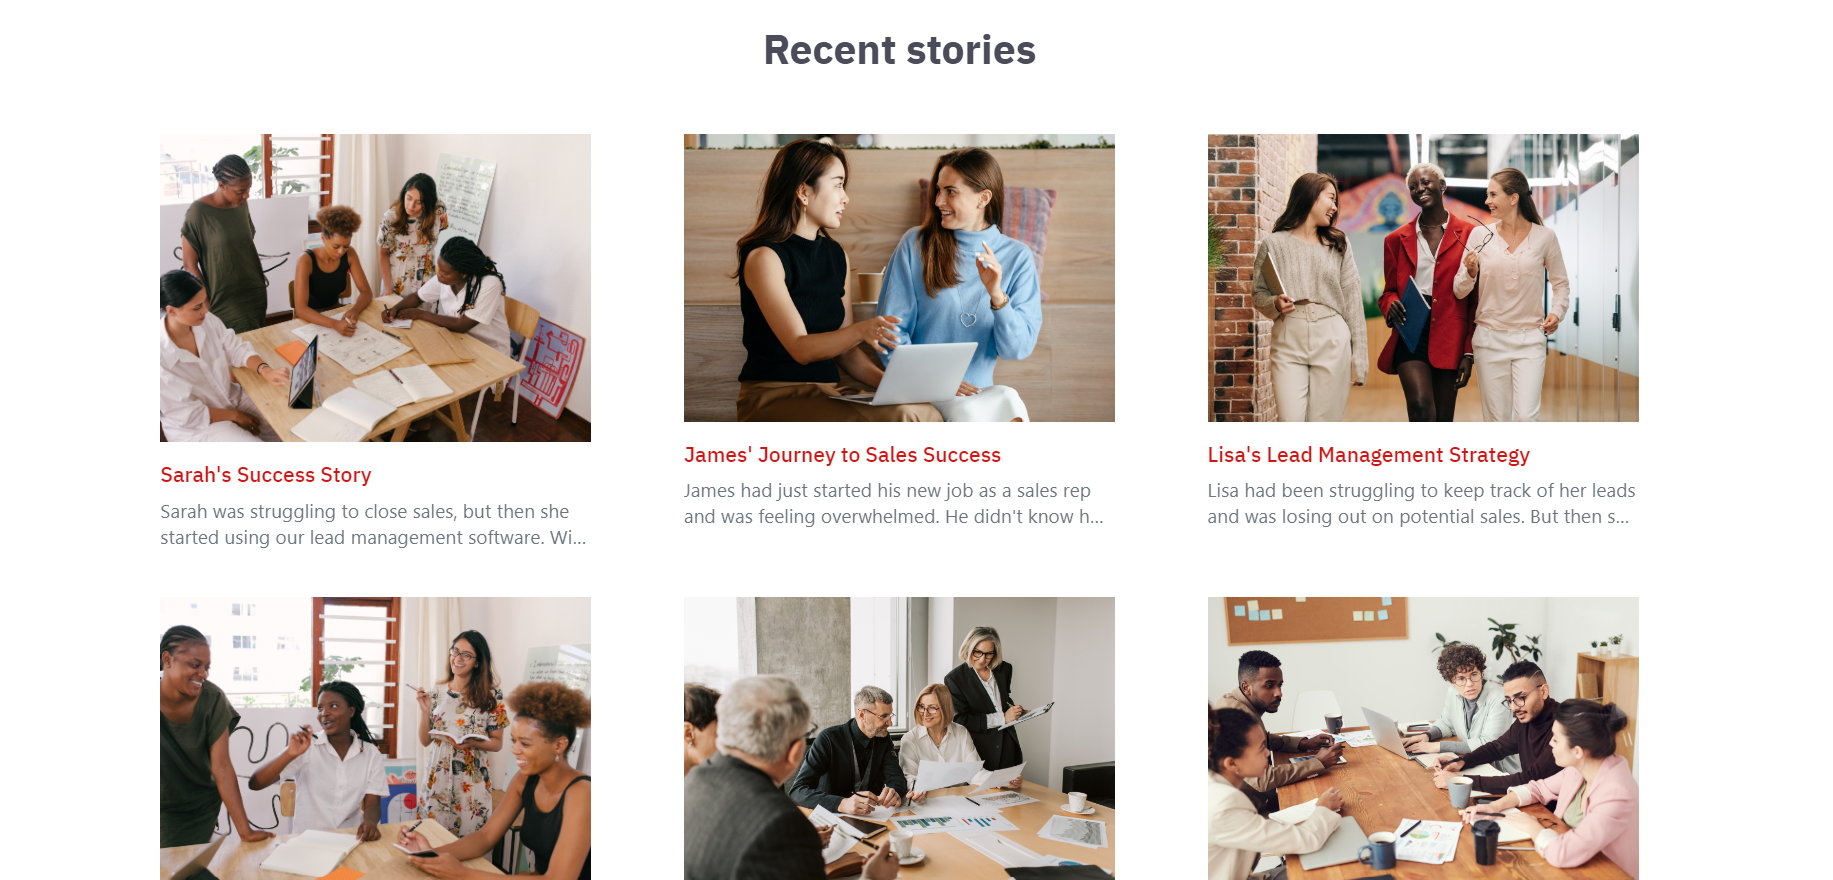 Recent stories
Sarah's Success Story
Sarah was struggling to close sales, but then she
started using our lead management software. Wi...
James' Journey to Sales Success
James had just started his new job as a sales rep
and was feeling overwhelmed. He didn't know h...
Lisa's Lead Management Strategy
Lisa had been struggling to keep track of her leads
and was losing out on potential sales. But then s...